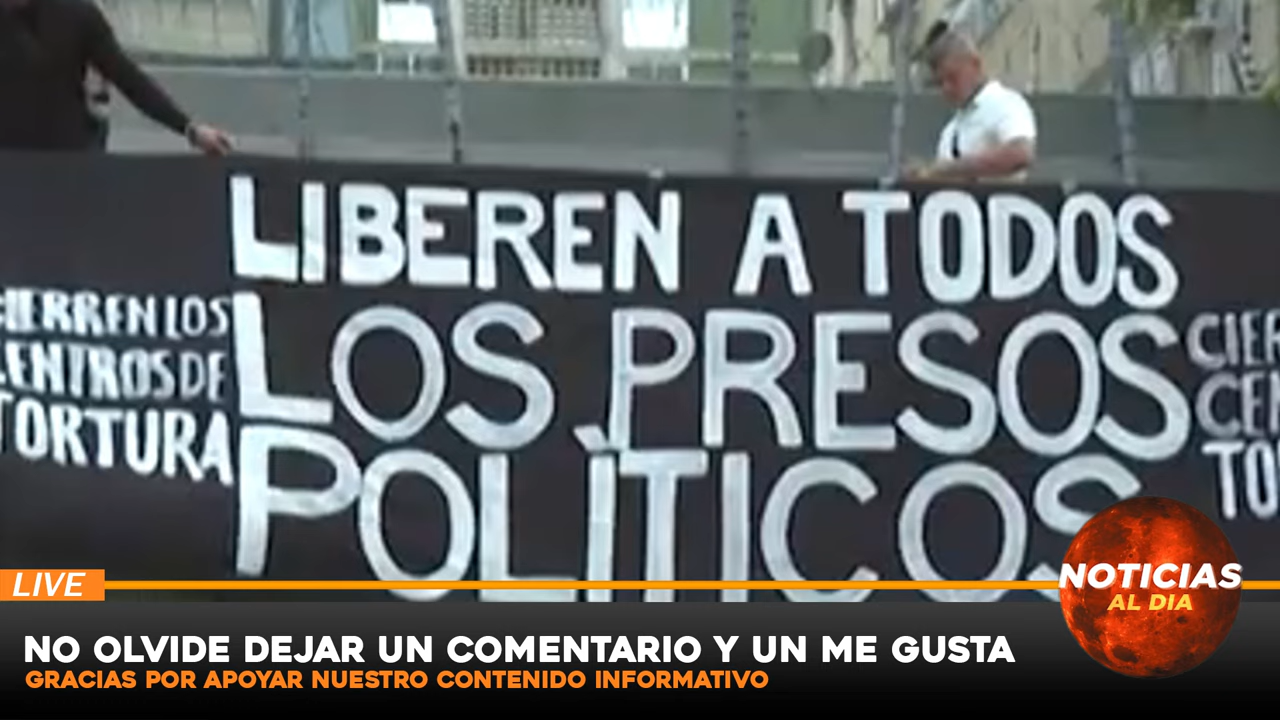 LIBEREN A TODOS
LOS PRESOS
POLÌTICOS
CIERREN LOS
CENTROS DE
TORTURA
LIVE
NOTICIAS
AL DIA
NO OLVIDE DEJAR UN COMENTARIO Y UN ME GUSTA
GRACIAS POR APOYAR NUESTRO CONTENIDO INFORMATIVO